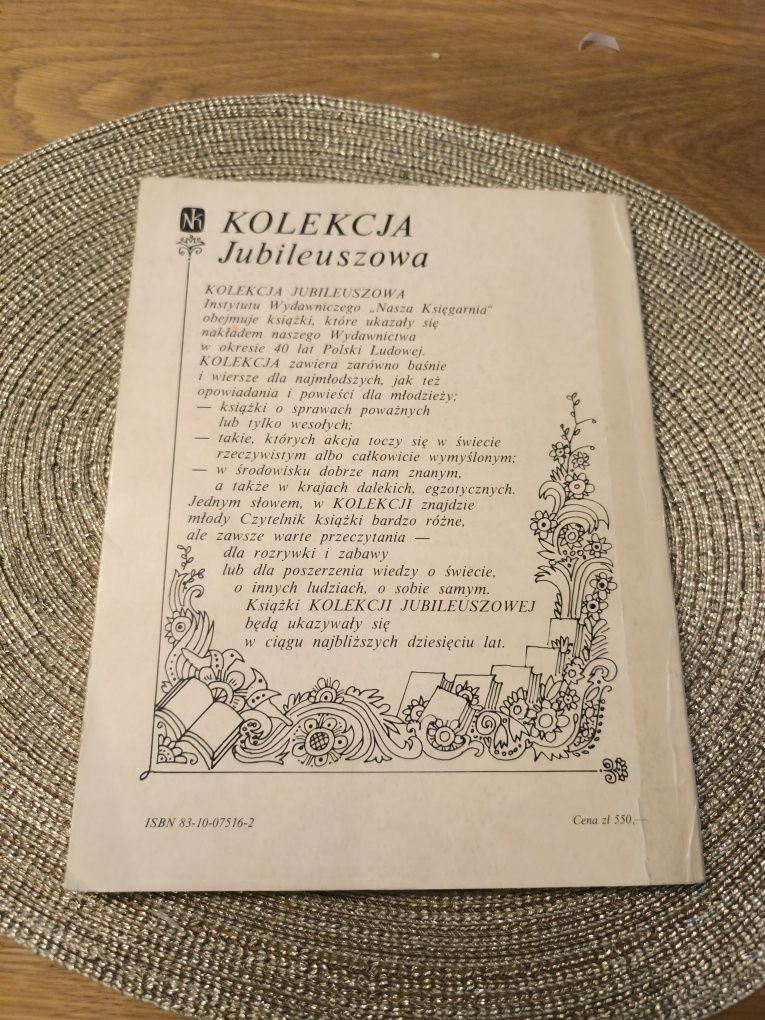 NK
KOLEKCJA
Jubileuszowa
KOLEKCJA JUBILEUSZOWA
Instytutu Wydawniczego „Nasza Księgarnia“
obejmuje książki, które ukazały się
nakładem naszego Wydawnictwa
w okresie 40 lat Polski Ludowej.
KOLEKCJA zawiera zarówno baśnie
i wiersze dla najmłodszych, jak też
opowiadania i powieści dla młodzieży;
— książki o sprawach poważnych
lub tylko wesołych;
— takie, których akcja toczy się w świecie
rzeczywistym albo całkowicie wymyślonym;
— w środowisku dobrze nam znanym,
a także w krajach dalekich, egzotycznych.
Jednym słowem, w KOLEKCJI znajdzie
młody Czytelnik książki bardzo różne,
ale zawsze warte przeczytania —
dla rozrywki i zabawy
lub dla poszerzenia wiedzy o świecie,
o innych ludziach, o sobie samym.
Książki KOLEKCJI JUBILEUSZOWEJ
będą ukazywały się
w ciągu najbliższych dziesięciu lat.
ISBN 83-10-07516-2
Cena zł 550,—